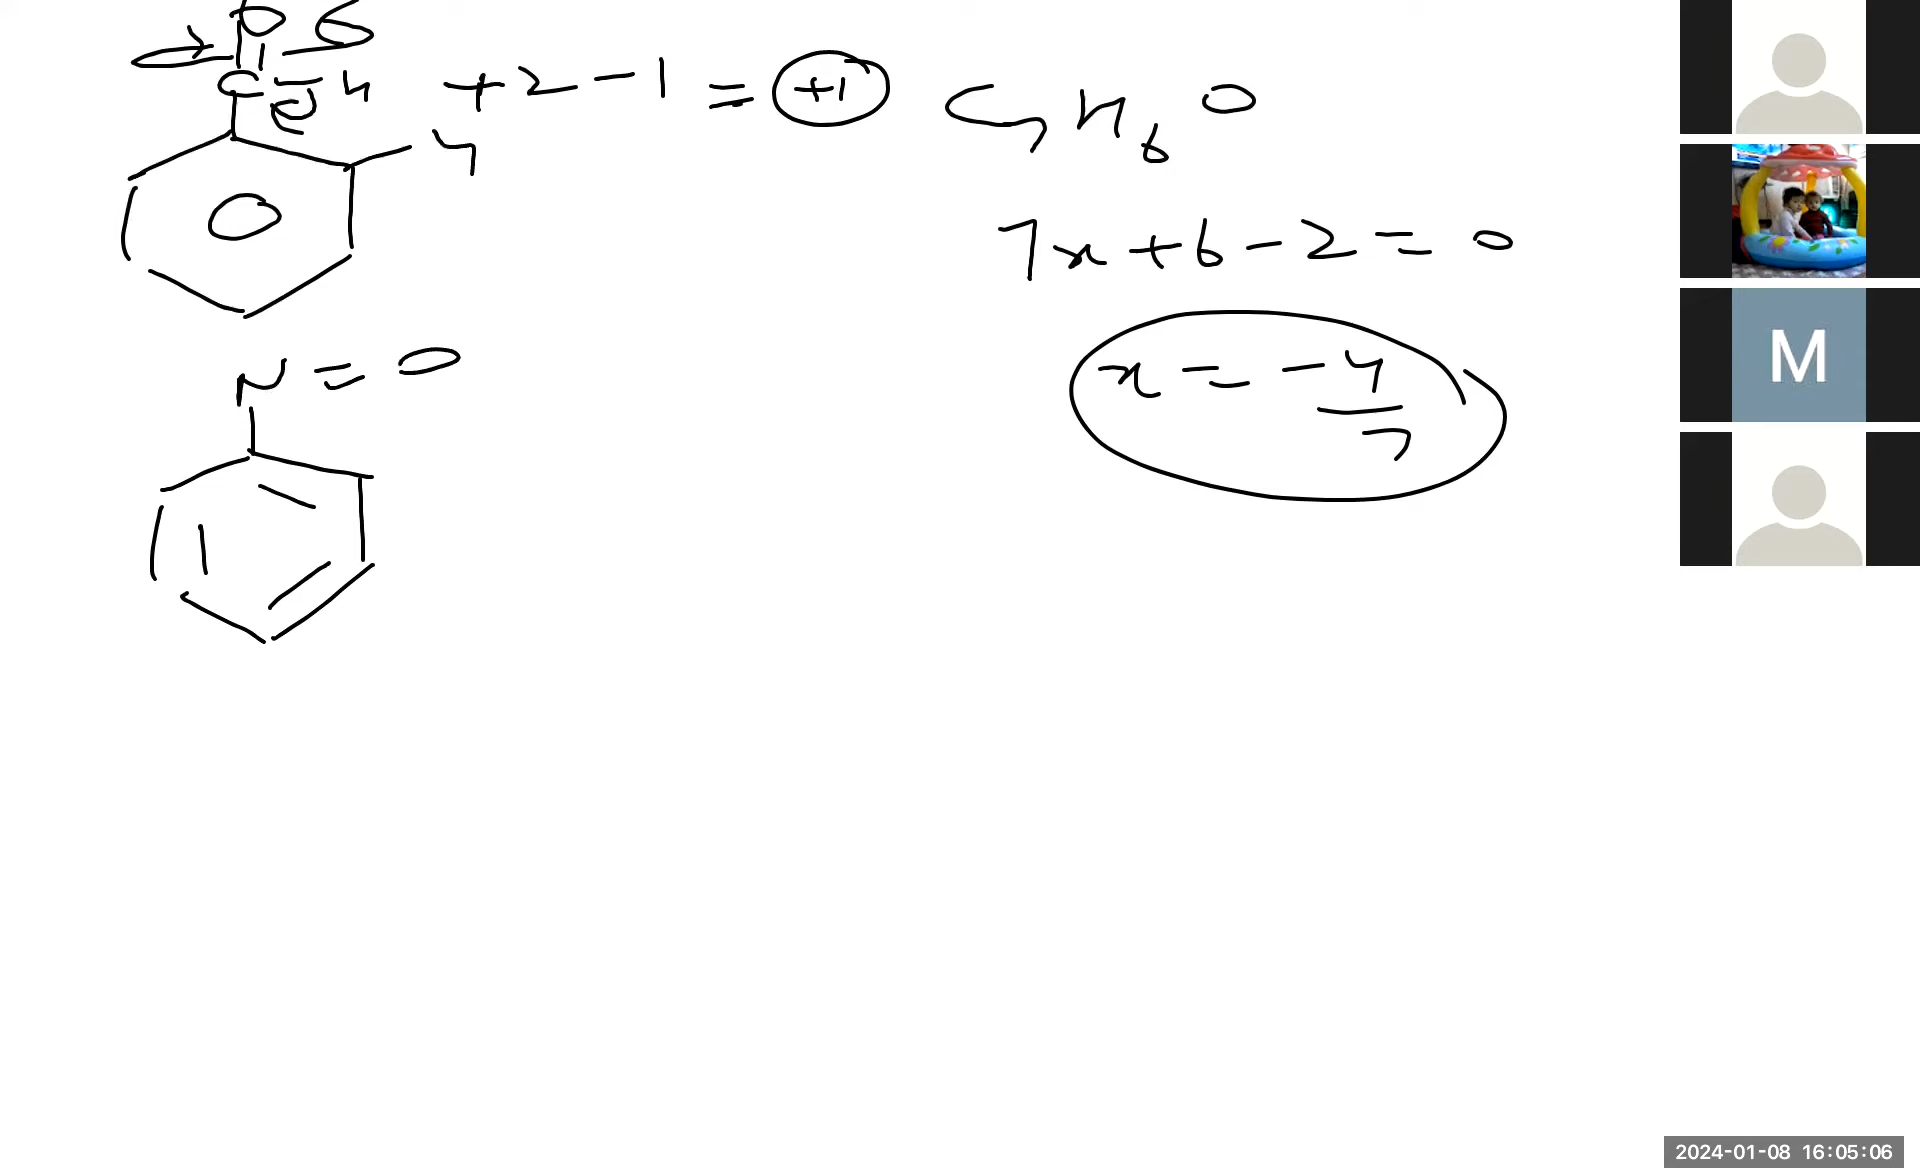 O
C - H + 2 - 1 = +1
C7H6O
H
7x + 6 - 2 = 0
N = O
x = -4/7
M
2024-01-08 16:05:06